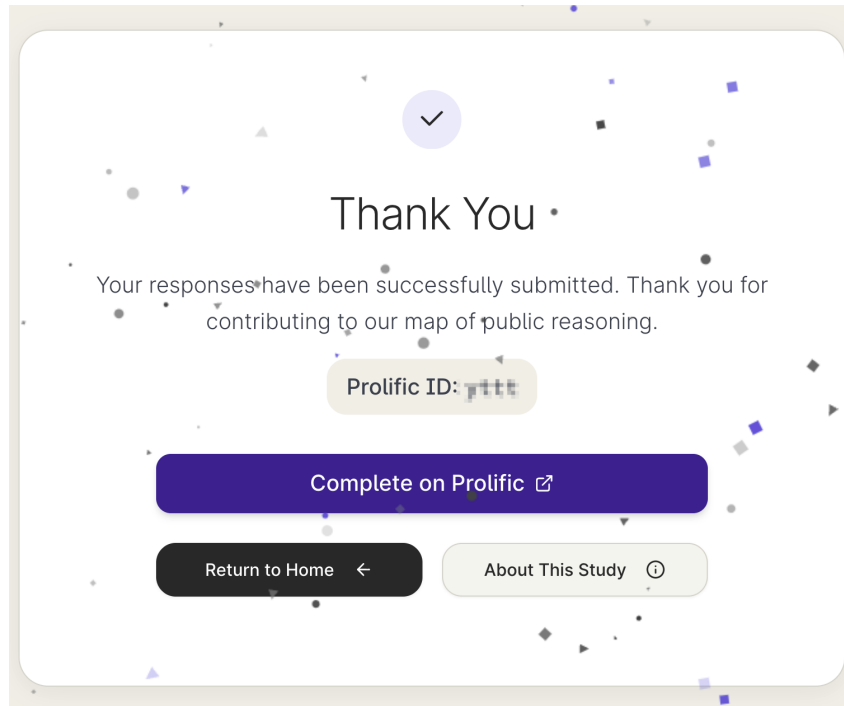 Thank You
Your responses have been successfully submitted. Thank you for
contributing to our map of public reasoning.
Prolific ID:
Complete on Prolific
Return to Home
About This Study